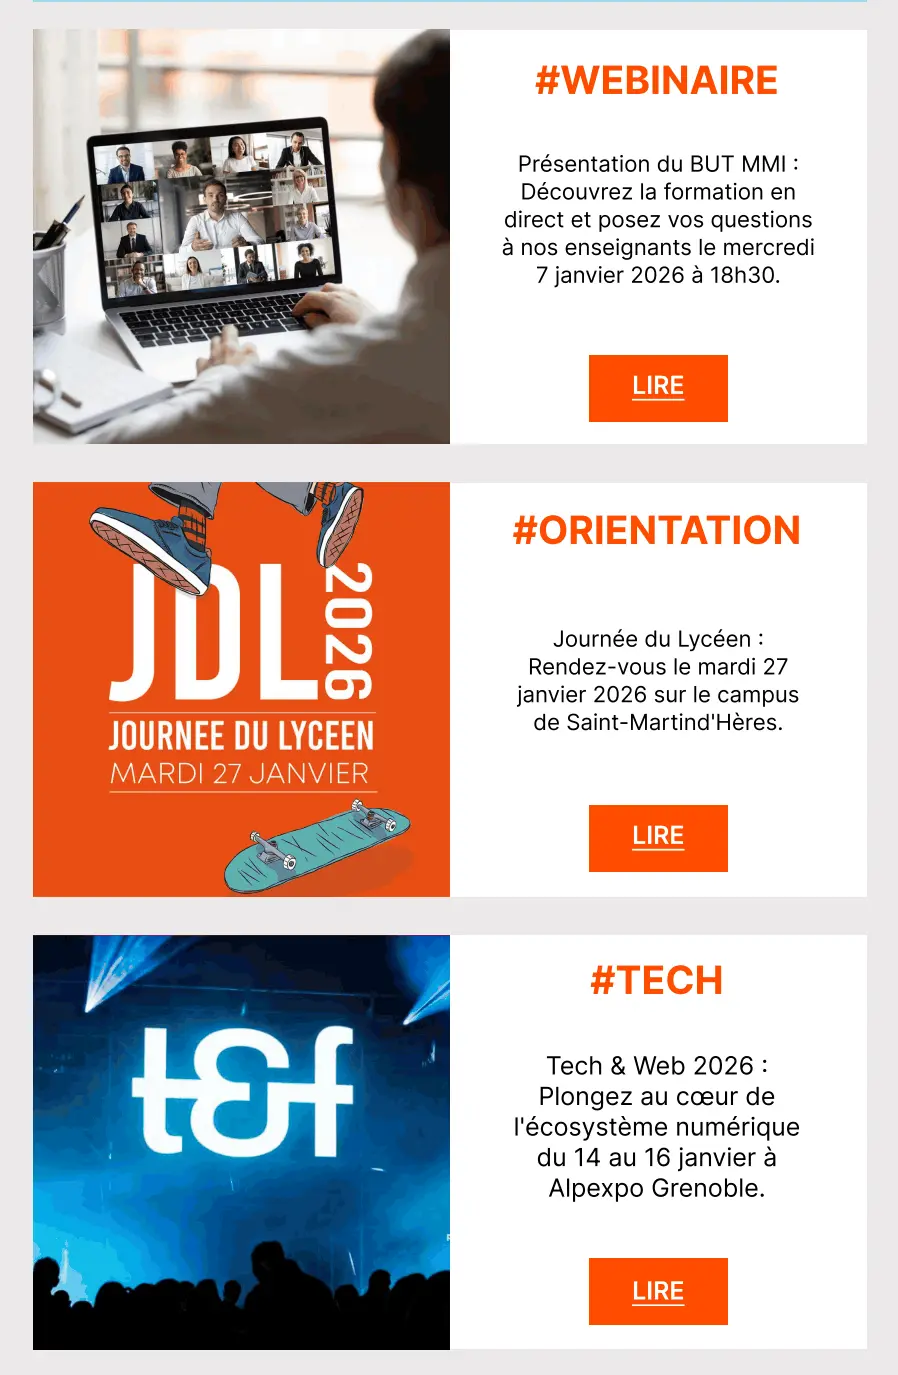 #WEBINAIRE
Présentation du BUT MMI :
Découvrez la formation en
direct et posez vos questions
à nos enseignants le mercredi
7 janvier 2026 à 18h30.
LIRE
JDL
2026
JOURNEE DU LYCEEN
MARDI 27 JANVIER
#ORIENTATION
Journée du Lycéen :
Rendez-vous le mardi 27
janvier 2026 sur le campus
de Saint-Martind'Hères.
LIRE
t&f
#TECH
Tech & Web 2026 :
Plongez au cœur de
l'écosystème numérique
du 14 au 16 janvier à
Alpexpo Grenoble.
LIRE